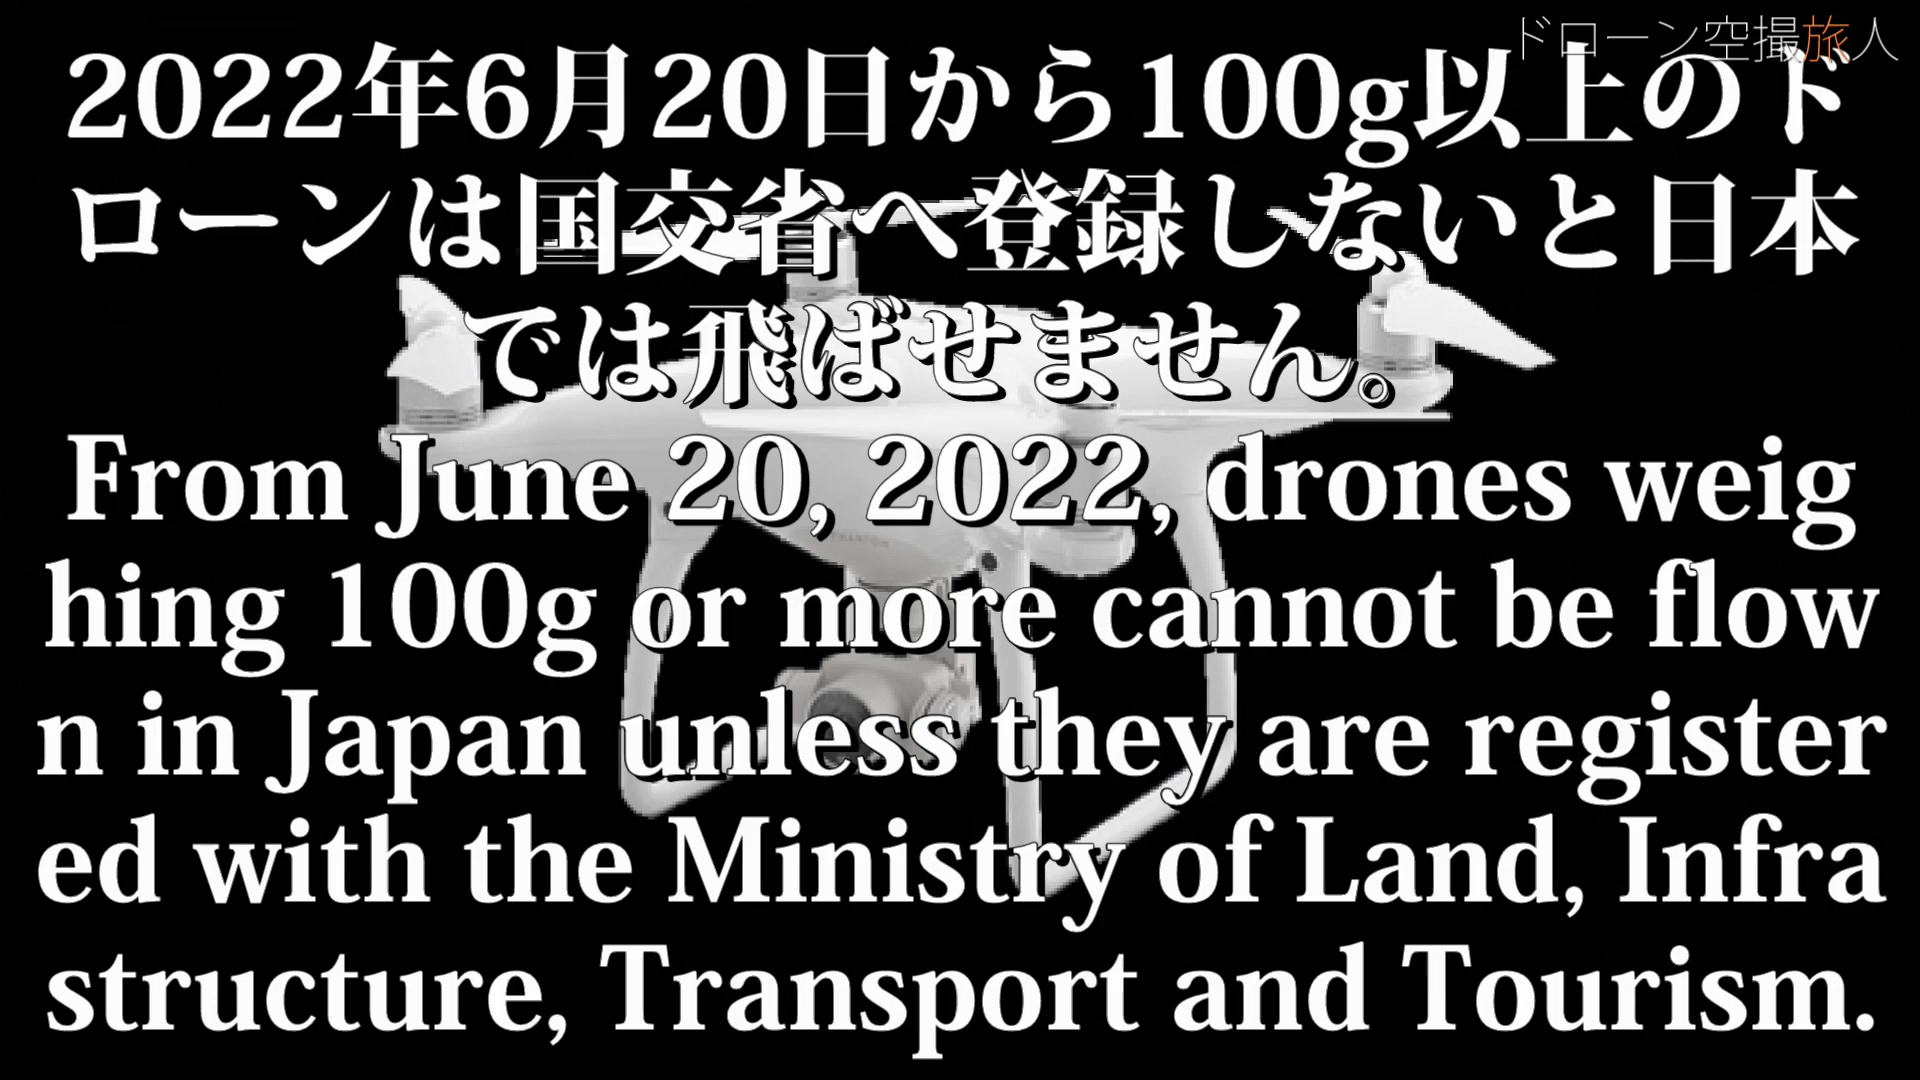 ドローン空撮旅人
2022年6月20日から100g以上のド
ローンは国交省へ登録しないと日本
では飛ばせません。
From June 20, 2022, drones weig
hing 100g or more cannot be flow
n in Japan unless they are register
ed with the Ministry of Land, Infra
structure, Transport and Tourism.
PHANTOM